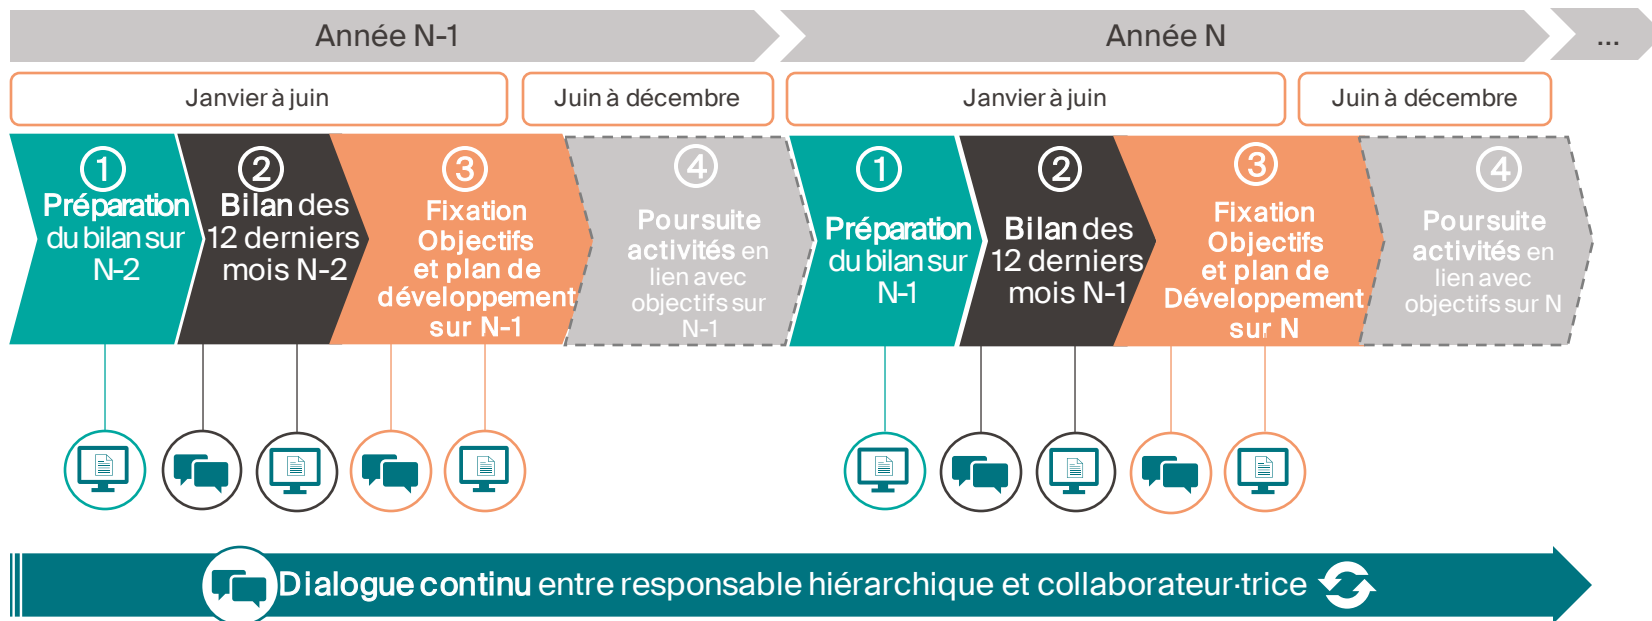 Année N-1
Année N
...
Janvier à juin
Juin à décembre
Janvier à juin
Juin à décembre
1
Préparation
du bilan sur
N-2
2
Bilan des
12 derniers
mois N-2
3
Fixation
Objectifs
et plan de
développement
sur N-1
4
Poursuite
activités en
lien avec
objectifs sur
N-1
1
Préparation
du bilan sur
N-1
2
Bilan des
12 derniers
mois N-1
3
Fixation
Objectifs
et plan de
Développement
sur N
4
Poursuite
activités en
lien avec
objectifs sur N
Dialogue continu entre responsable hiérarchique et collaborateur·trice